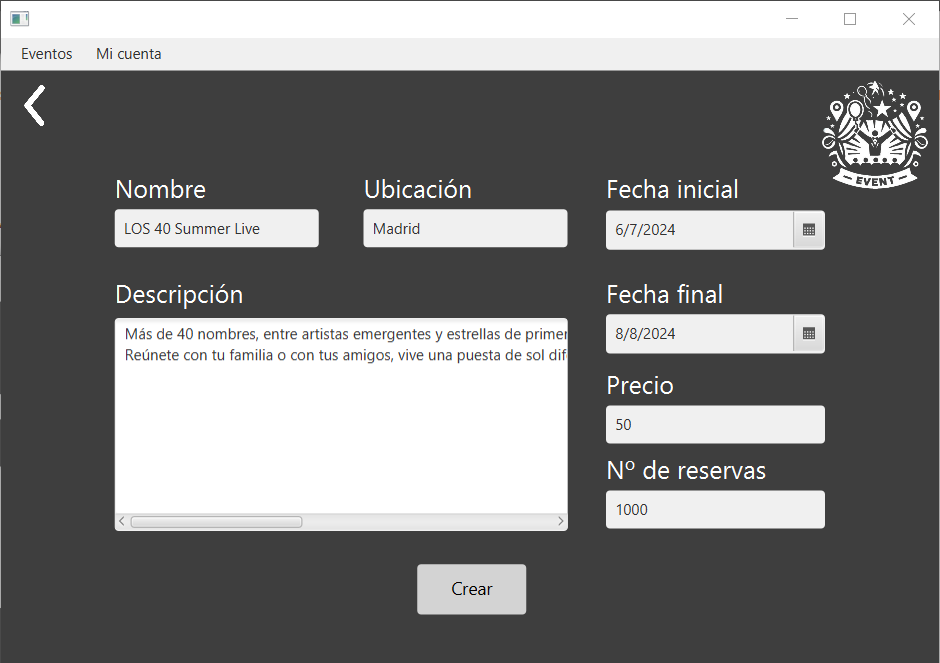 Eventos Mi cuenta
EVENT
Nombre
LOS 40 Summer Live
Ubicación
Madrid
Fecha inicial
6/7/2024
Descripción
Más de 40 nombres, entre artistas emergentes y estrellas de primer
Reúnete con tu familia o con tus amigos, vive una puesta de sol dif
Fecha final
8/8/2024
Precio
50
Nº de reservas
1000
Crear